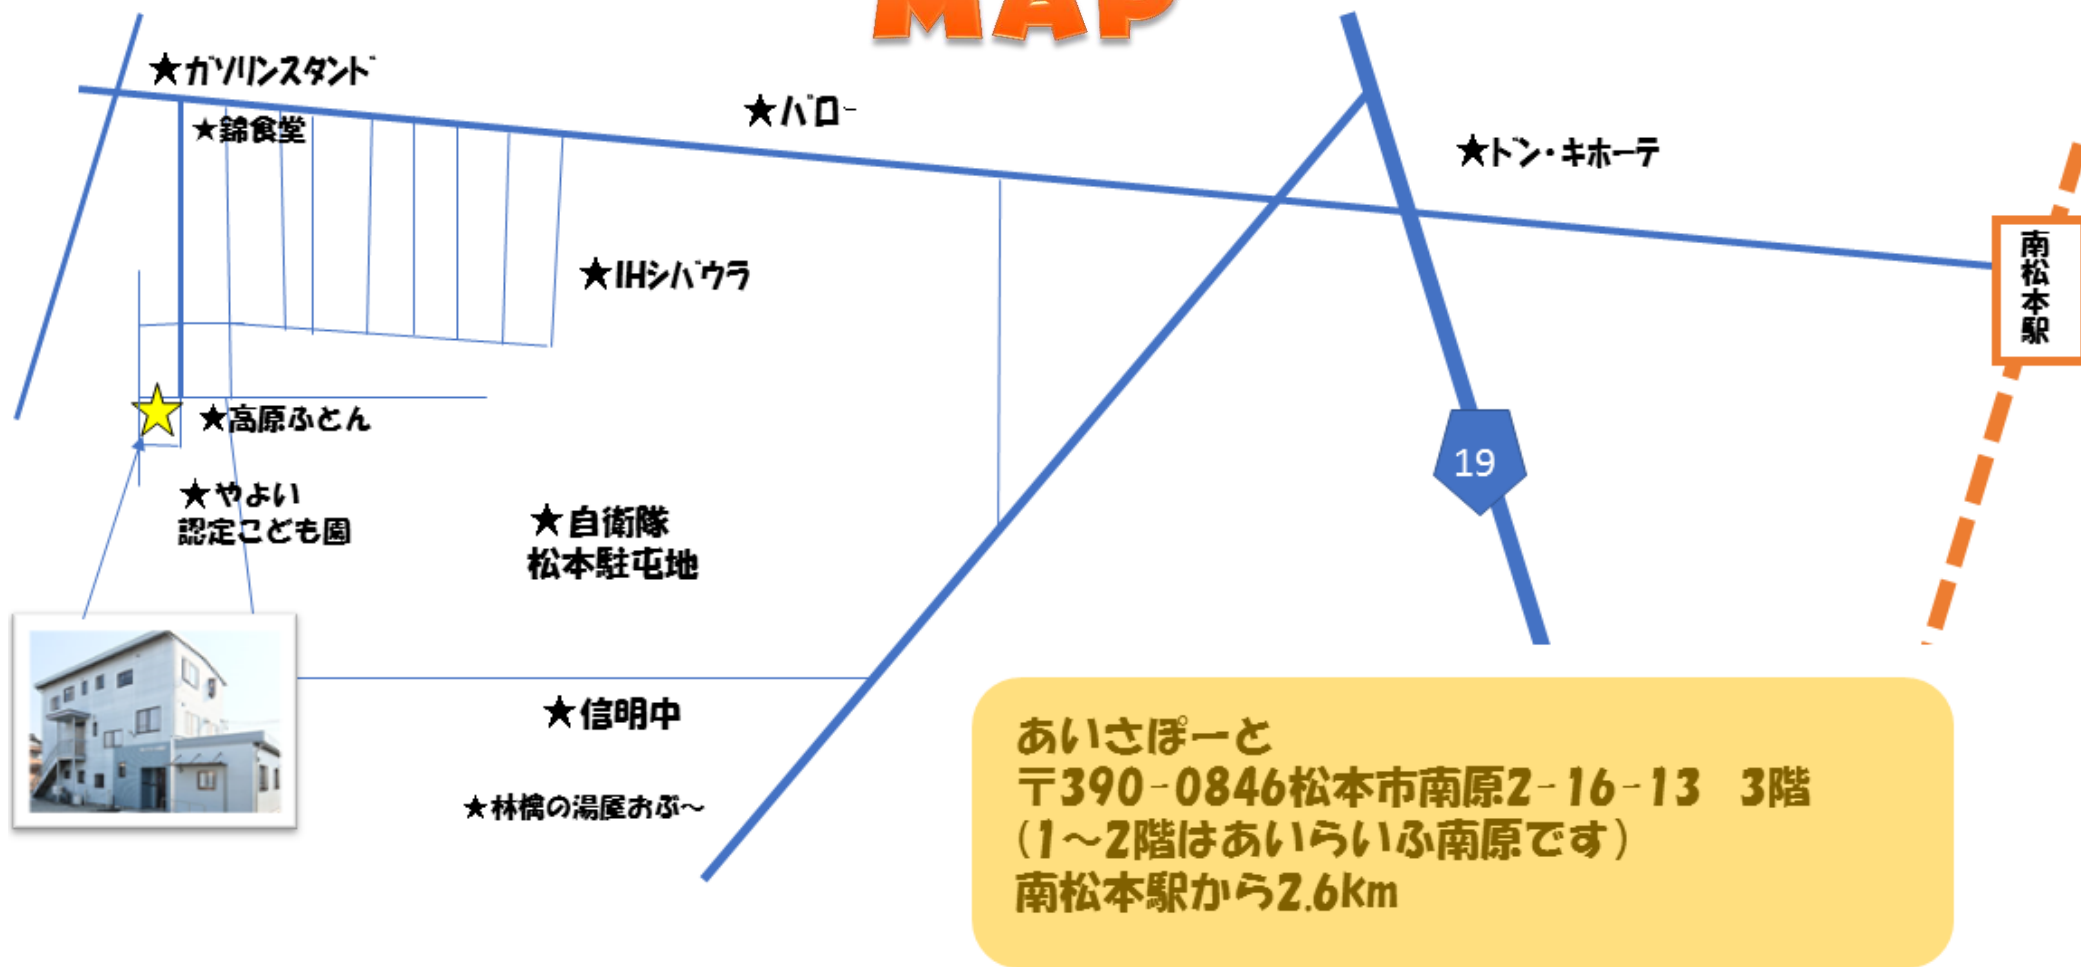 MAP
★ガソリンスタンド
★錦食堂
★バロー
★ドン・キホーテ
南松本駅
★IHシバウラ
★高原ふとん
19
★やよい
認定こども園
★自衛隊
松本駐屯地
★信明中
★林檎の湯屋おぶ～
あいさぽーと
〒390-0846松本市南原2-16-13　3階
(1～2階はあいらいふ南原です)
南松本駅から2.6km